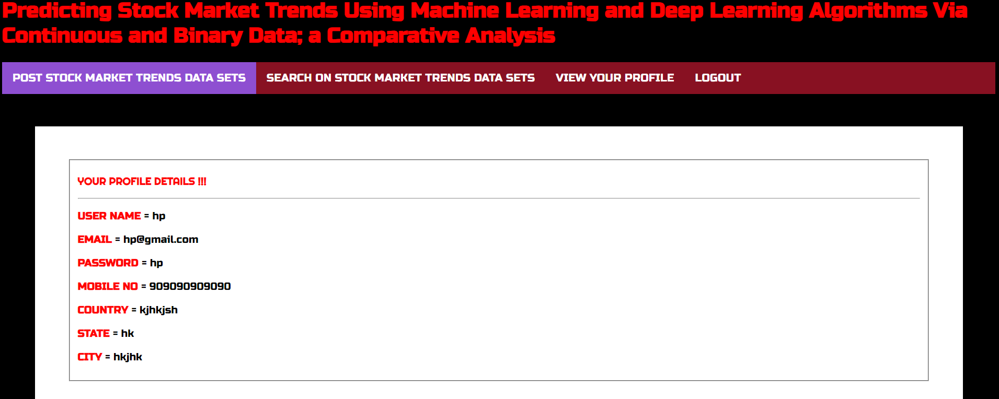 Predicting Stock Market Trends Using Machine Learning and Deep Learning Algorithms Via
Continuous and Binary Data; a Comparative Analysis
POST STOCK MARKET TRENDS DATA SETS SEARCH ON STOCK MARKET TRENDS DATA SETS VIEW YOUR PROFILE LOGOUT
YOUR PROFILE DETAILS !!!
USER NAME = hp
EMAIL = hp@gmail.com
PASSWORD = hp
MOBILE NO = 909090909090
COUNTRY = kjhkjsh
STATE = hk
CITY = hkjhk